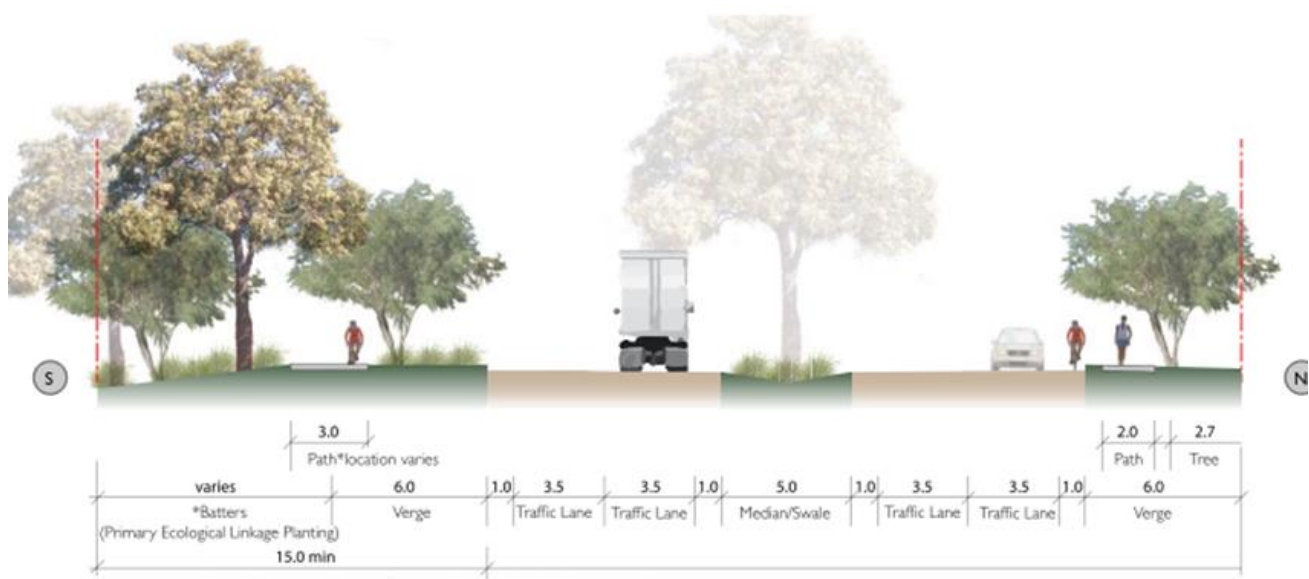 S
N
3.0
2.0 2.7
Path*location varies
Path Tree
varies 6.0 1.0 3.5 3.5 1.0 5.0 1.0 3.5 3.5 1.0 6.0
*Batters Verge Traffic Lane Traffic Lane Median/Swale Traffic Lane Traffic Lane Verge
(Primary Ecological Linkage Planting)
15.0 min